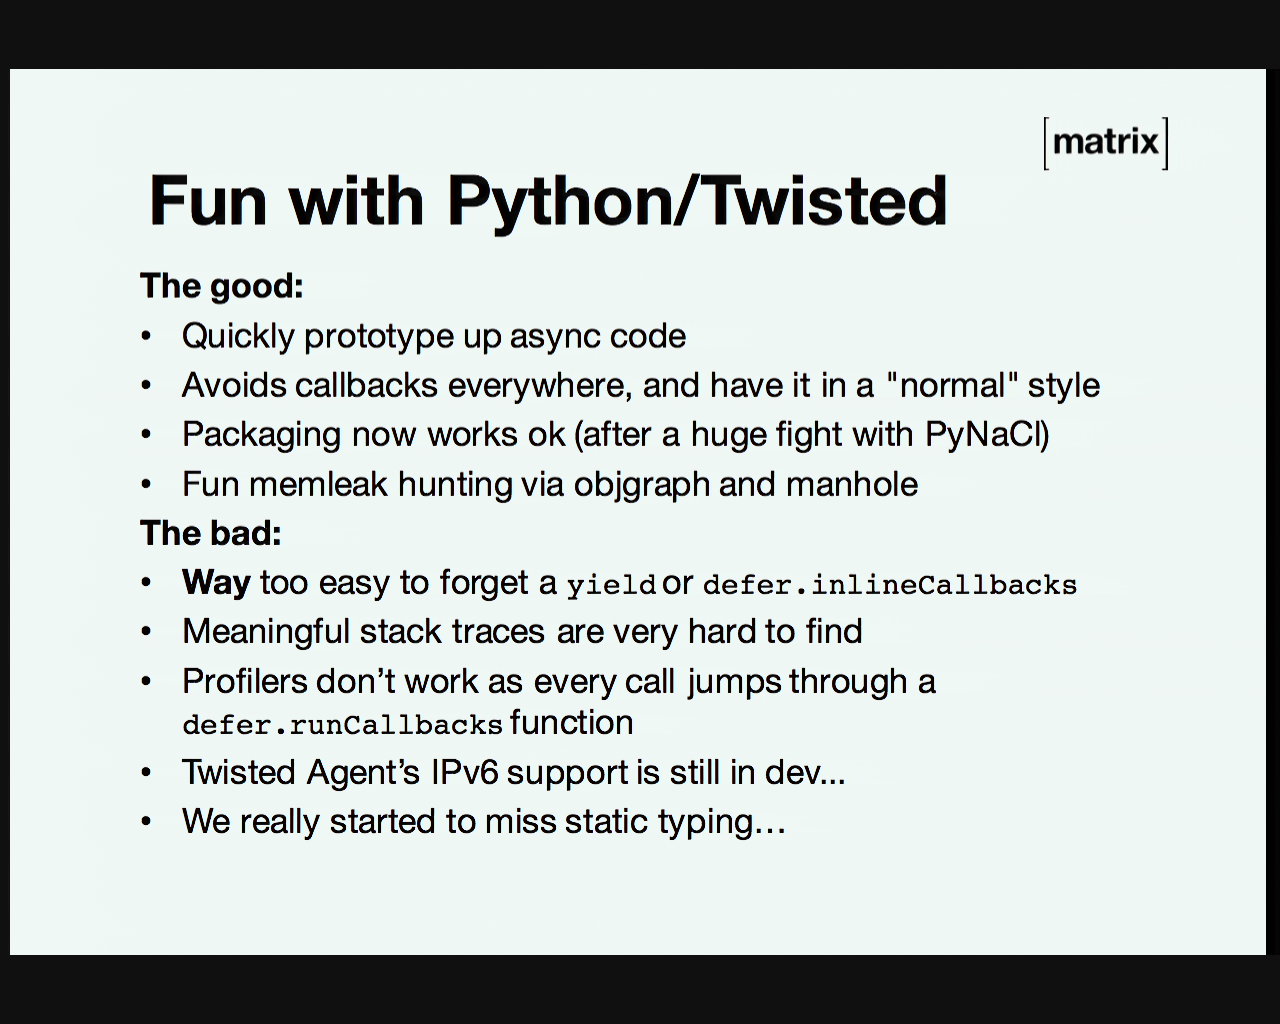 [matrix]
Fun with Python/Twisted
The good:
• Quickly prototype up async code
• Avoids callbacks everywhere, and have it in a "normal" style
• Packaging now works ok (after a huge fight with PyNaCl)
• Fun memleak hunting via objgraph and manhole
The bad:
• Way too easy to forget a yield or defer.inlineCallbacks
• Meaningful stack traces are very hard to find
• Profilers don’t work as every call jumps through a
defer.runCallbacks function
• Twisted Agent’s IPv6 support is still in dev...
• We really started to miss static typing…